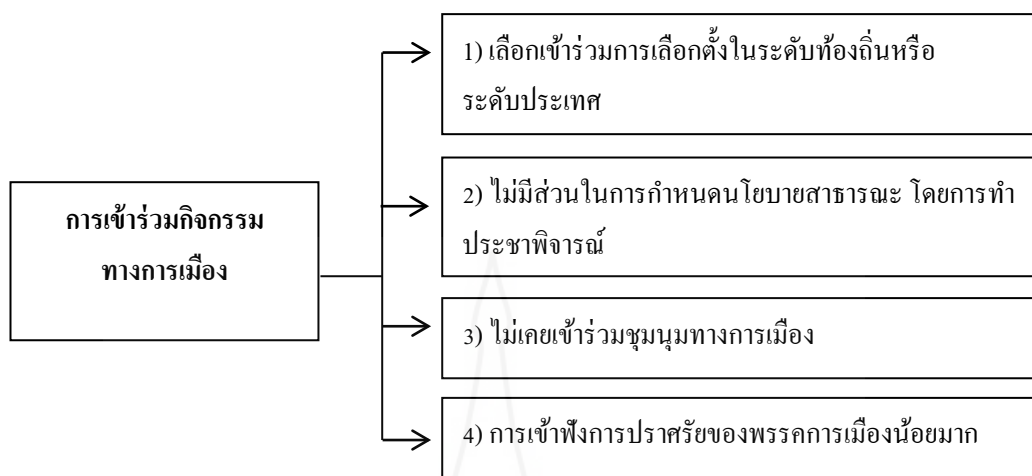 1) เลือกเข้าร่วมการเลือกตั้งในระดับท้องถิ่นหรือ
ระดับประเทศ
การเข้าร่วมกิจกรรม
ทางการเมือง
2) ไม่มีส่วนในการกำหนดนโยบายสาธารณะ โดยการทำ
ประชาพิจารณ์
3) ไม่เคยเข้าร่วมชุมนุมทางการเมือง
4) การเข้าฟังการปราศรัยของพรรคการเมืองน้อยมาก